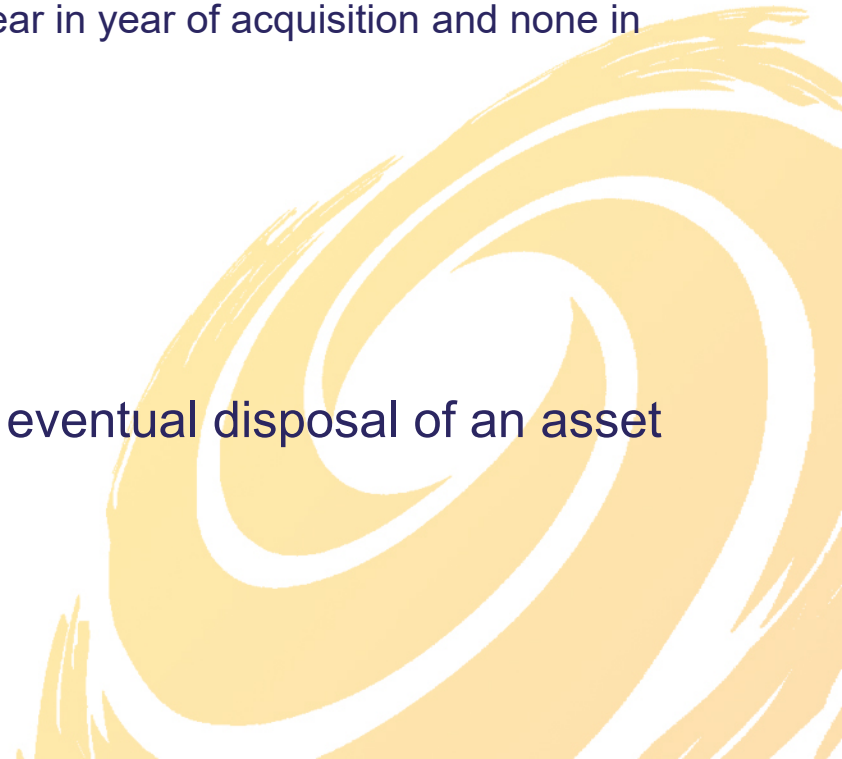 ear in year of acquisition and none in
eventual disposal of an asset